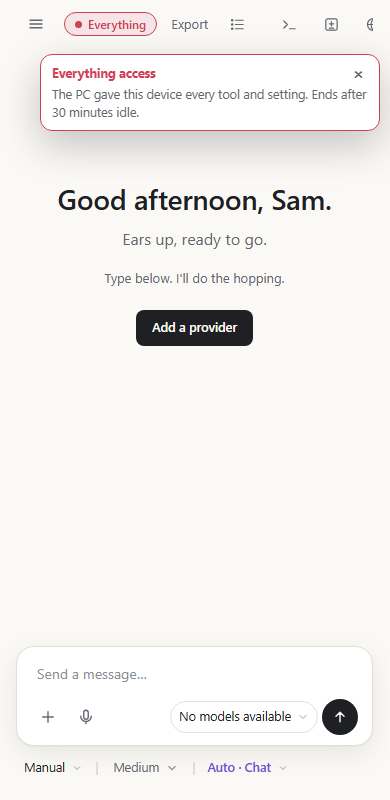 Everything
Export
Everything access
The PC gave this device every tool and setting. Ends after
30 minutes idle.
Good afternoon, Sam.
Ears up, ready to go.
Type below. I'll do the hopping.
Add a provider
Send a message...
No models available
Manual
Medium
Auto · Chat